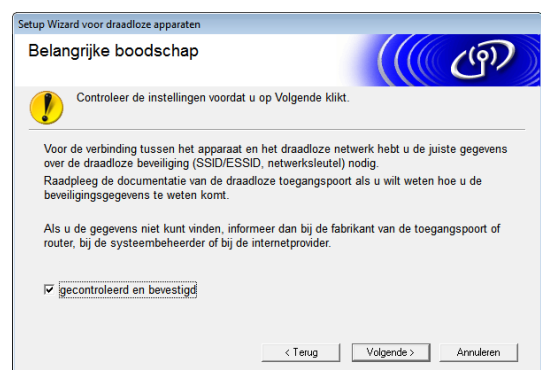 Setup Wizard voor draadloze apparaten
Belangrijke boodschap
Controleer de instellingen voordat u op Volgende klikt.
Voor de verbinding tussen het apparaat en het draadloze netwerk hebt u de juiste gegevens
over de draadloze beveiliging (SSID/ESSID, netwerksleutel) nodig.
Raadpleeg de documentatie van de draadloze toegangspoort als u wilt weten hoe u de
beveiligingsgegevens te weten komt.
Als u de gegevens niet kunt vinden, informeer dan bij de fabrikant van de toegangspoort of
router, bij de systeembeheerder of bij de internetprovider.
gecontroleerd en bevestigd
< Terug
Volgende >
Annuleren